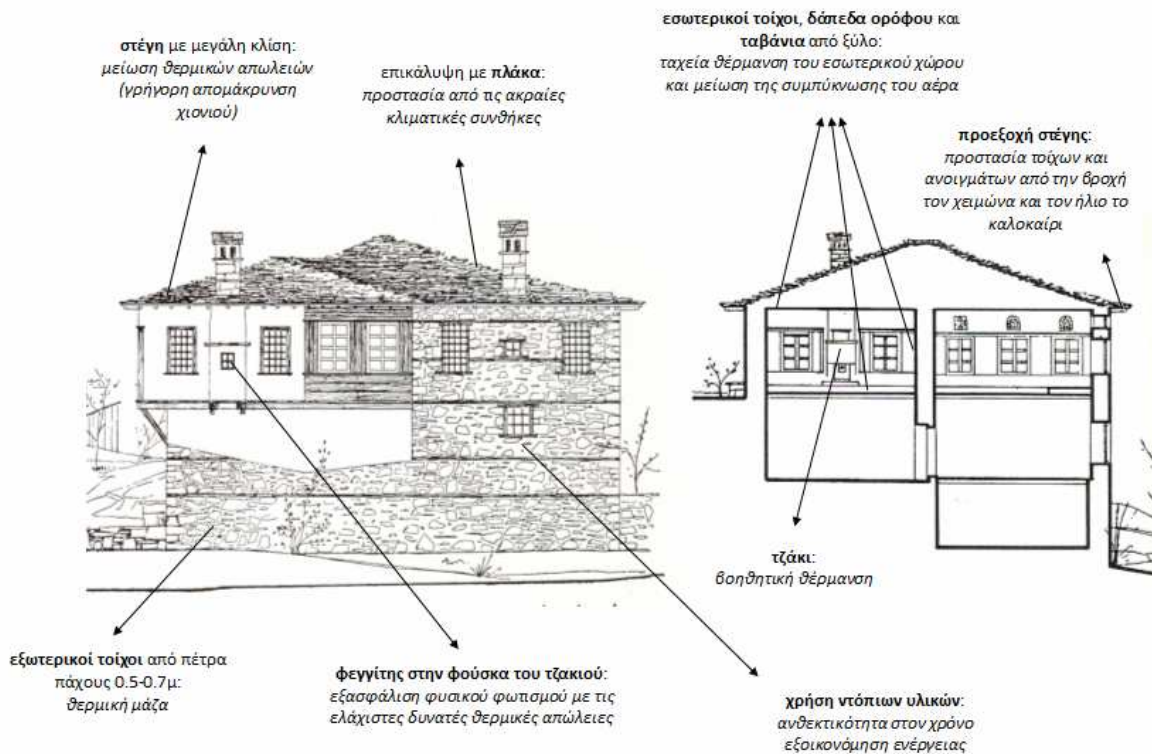 στέγη με μεγάλη κλίση:
μείωση θερμικών απωλειών
(γρήγορη απομάκρυνση
χιονιού)
επικάλυψη με πλάκα:
προστασία από τις ακραίες
κλιματικές συνθήκες
εσωτερικοί τοίχοι, δάπεδα ορόφου και
ταβάνια από ξύλο:
ταχεία θέρμανση του εσωτερικού χώρου
και μείωση της συμπύκνωσης του αέρα
προεξοχή στέγης:
προστασία τοίχων και
ανοιγμάτων από την βροχή
τον χειμώνα και τον ήλιο το
καλοκαίρι
τζάκι:
βοηθητική θέρμανση
εξωτερικοί τοίχοι από πέτρα
πάχους 0.5-0.7μ:
θερμική μάζα
φεγγίτης στην φούσκα του τζακιού:
εξασφάλιση φυσικού φωτισμού με τις
ελάχιστες δυνατές θερμικές απώλειες
χρήση ντόπιων υλικών:
ανθεκτικότητα στον χρόνο
εξοικονόμηση ενέργειας